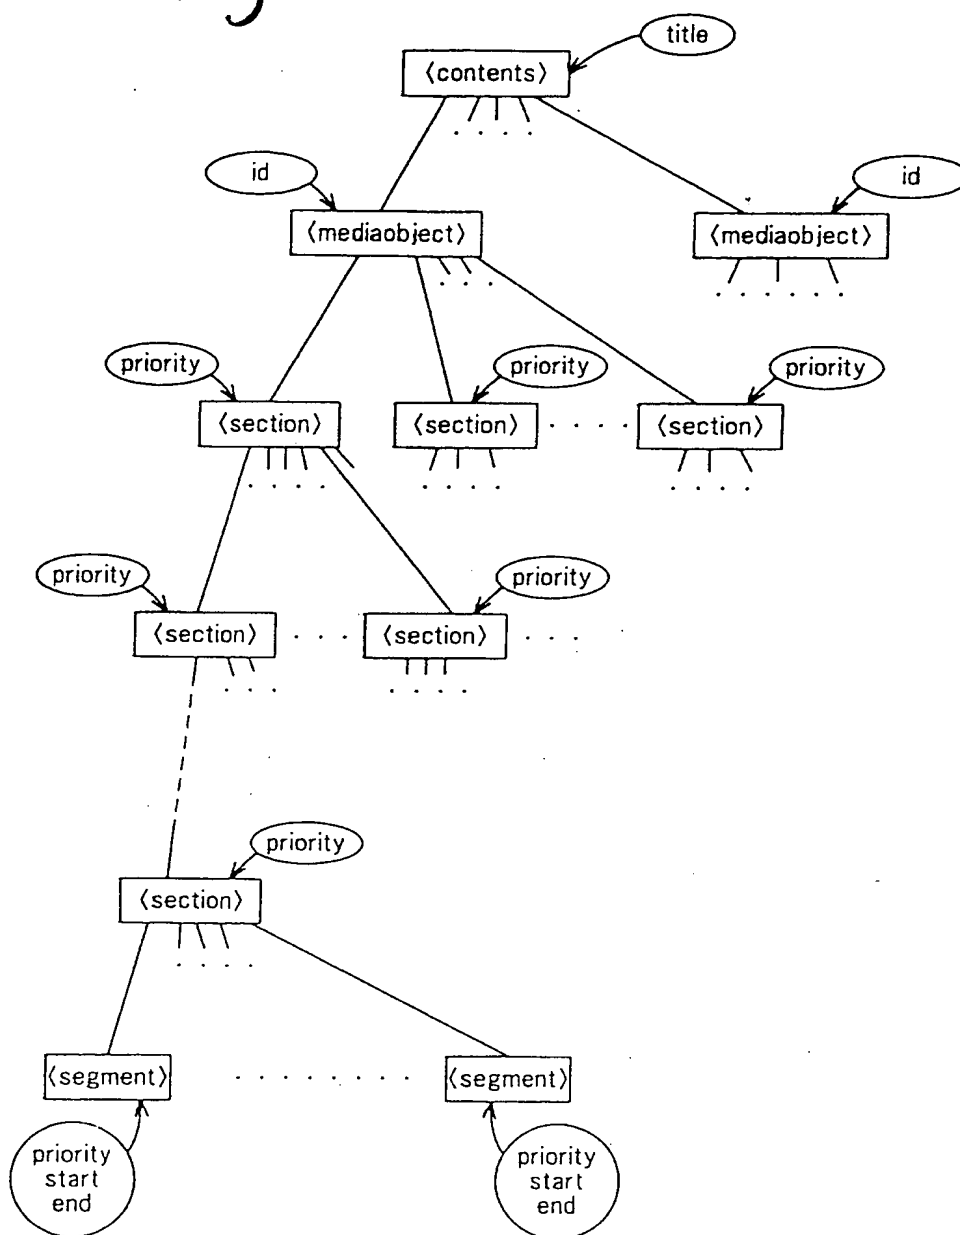 title
〈contents〉
id
id
〈mediaobject〉
〈mediaobject〉
priority
priority
priority
〈section〉
〈section〉
〈section〉
priority
priority
〈section〉
〈section〉
priority
〈section〉
〈segment〉
〈segment〉
priority
start
end
priority
start
end